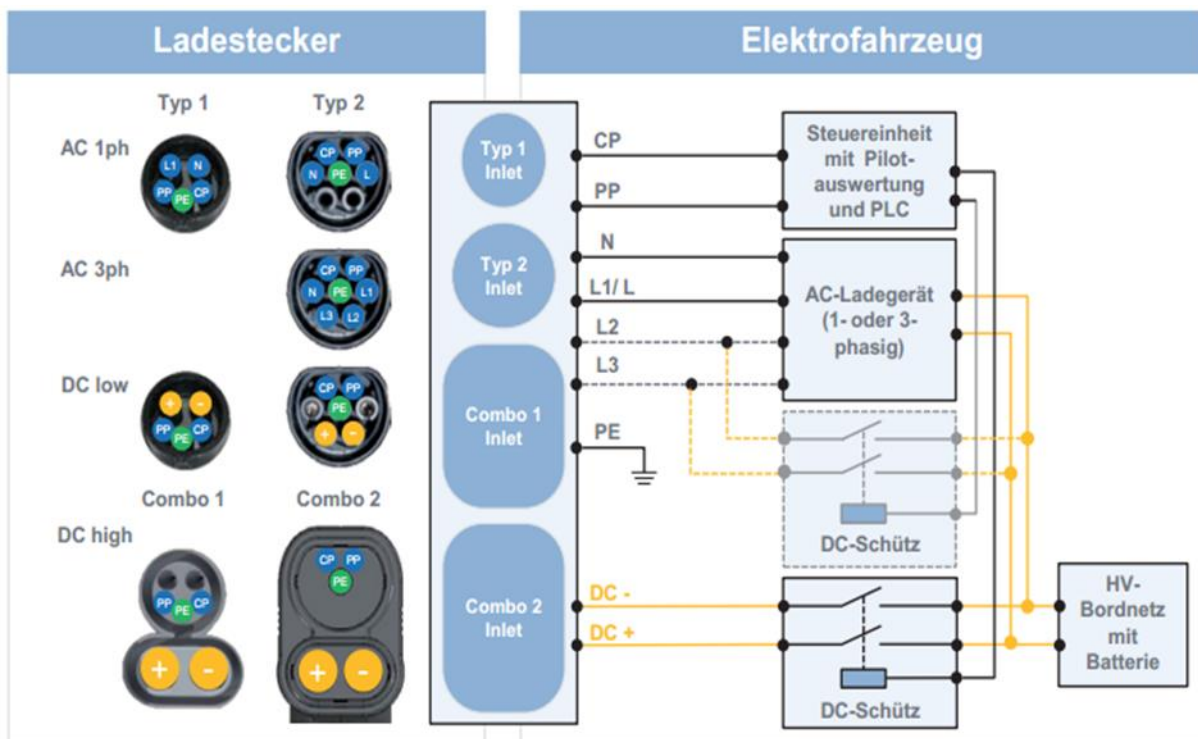 Ladestecker
Elektrofahrzeug
Typ 1
Typ 2
AC 1ph
L1 N
PP PE CP
CP PP
N PE L
AC 3ph
CP PP
N PE L1
L3 L2
DC low
+ -
PP PE CP
CP PP
PE
+ -
Combo 1
Combo 2
DC high
PP PE CP
+ -
CP PP
PE
+ -
Typ 1
Inlet
Typ 2
Inlet
Combo 1
Inlet
Combo 2
Inlet
CP
PP
N
L1/ L
L2
L3
PE
DC -
DC +
Steuereinheit
mit Pilot-
auswertung
und PLC
AC-Ladegerät
(1- oder 3-
phasig)
DC-Schütz
DC-Schütz
HV-
Bordnetz
mit
Batterie